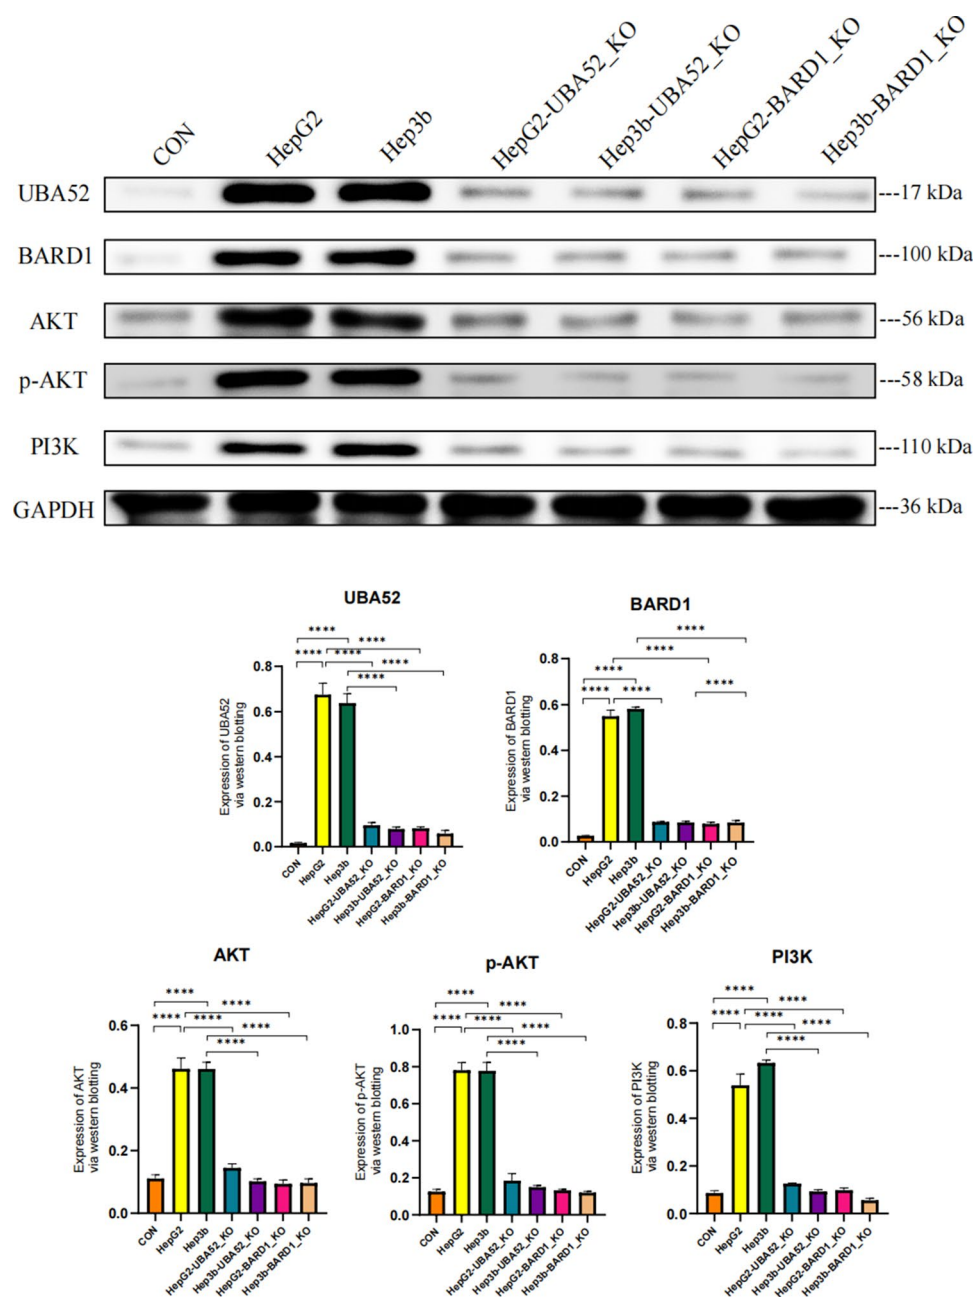 CON
HepG2
Hep3b
HepG2-UBA52_KO
Hep3b-UBA52_KO
HepG2-BARD1_KO
Hep3b-BARD1_KO
UBA52
---17 kDa
BARD1
---100 kDa
AKT
---56 kDa
p-AKT
---58 kDa
PI3K
---110 kDa
GAPDH
---36 kDa
UBA52
**** **** **** **** **** ****
Expression of UBA52
via western blotting
0.8
0.6
0.4
0.2
0.0
CON
HepG2
Hep3b
HepG2-UBA52_KO
Hep3b-UBA52_KO
HepG2-BARD1_KO
Hep3b-BARD1_KO
BARD1
**** **** **** **** **** ****
Expression of BARD1
via western blotting
0.8
0.6
0.4
0.2
0.0
CON
HepG2
Hep3b
HepG2-UBA52_KO
Hep3b-UBA52_KO
HepG2-BARD1_KO
Hep3b-BARD1_KO
AKT
**** **** **** **** **** ****
Expression of AKT
via western blotting
0.6
0.4
0.2
0.0
CON
HepG2
Hep3b
HepG2-UBA52_KO
Hep3b-UBA52_KO
HepG2-BARD1_KO
Hep3b-BARD1_KO
p-AKT
**** **** **** **** **** ****
Expression of p-AKT
via western blotting
1.0
0.8
0.6
0.4
0.2
0.0
CON
HepG2
Hep3b
HepG2-UBA52_KO
Hep3b-UBA52_KO
HepG2-BARD1_KO
Hep3b-BARD1_KO
PI3K
**** **** **** **** **** ****
Expression of PI3K
via western blotting
0.8
0.6
0.4
0.2
0.0
CON
HepG2
Hep3b
HepG2-UBA52_KO
Hep3b-UBA52_KO
HepG2-BARD1_KO
Hep3b-BARD1_KO